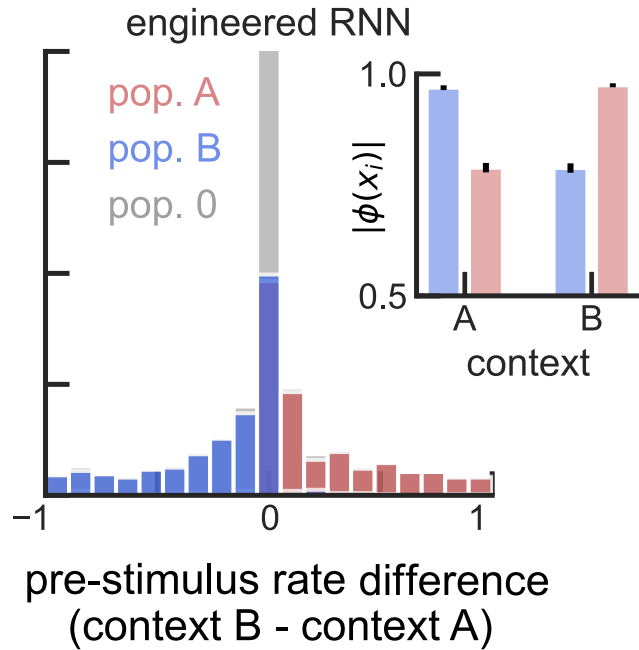 engineered RNN
pop. A
pop. B
pop. 0
−1
0
1
pre-stimulus rate difference
(context B - context A)
|ϕ(xᵢ)|
1.0
0.5
A
B
context